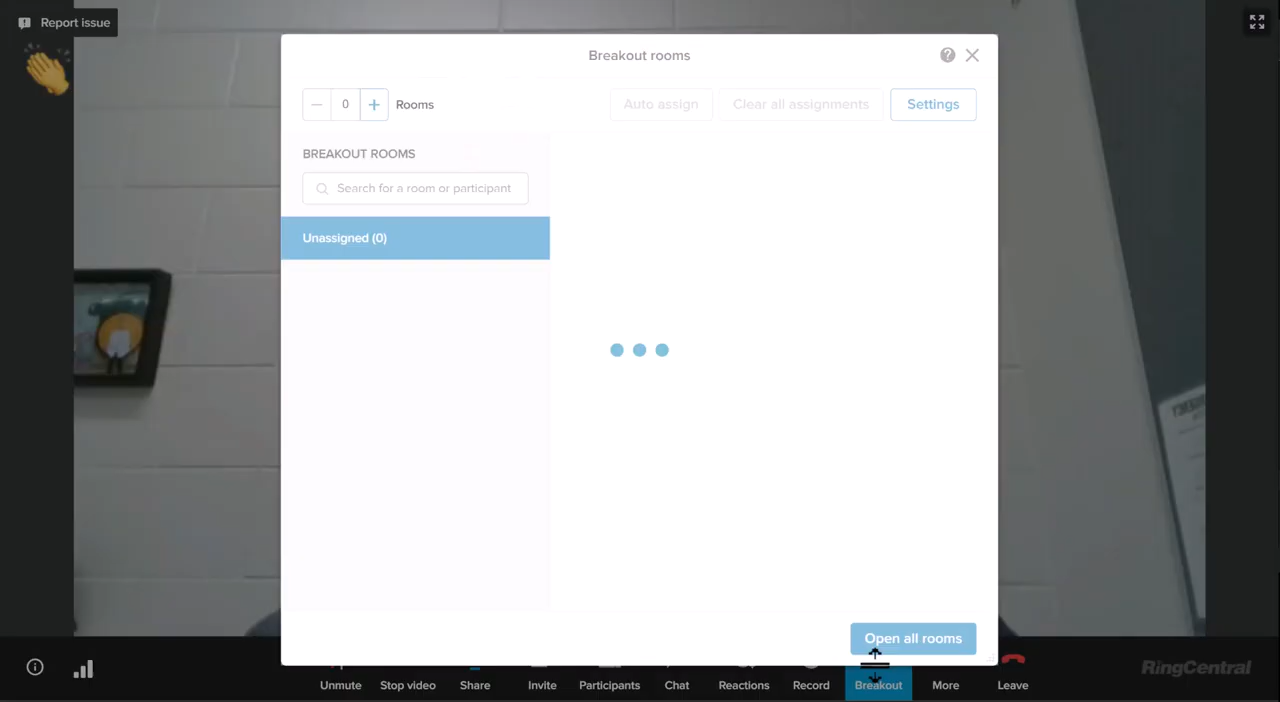 Report issue
Breakout rooms
0 Rooms
Auto assign
Clear all assignments
Settings
BREAKOUT ROOMS
Search for a room or participant
Unassigned (0)
Open all rooms
Unmute
Stop video
Share
Invite
Participants
Chat
Reactions
Record
Breakout
More
Leave
RingCentral